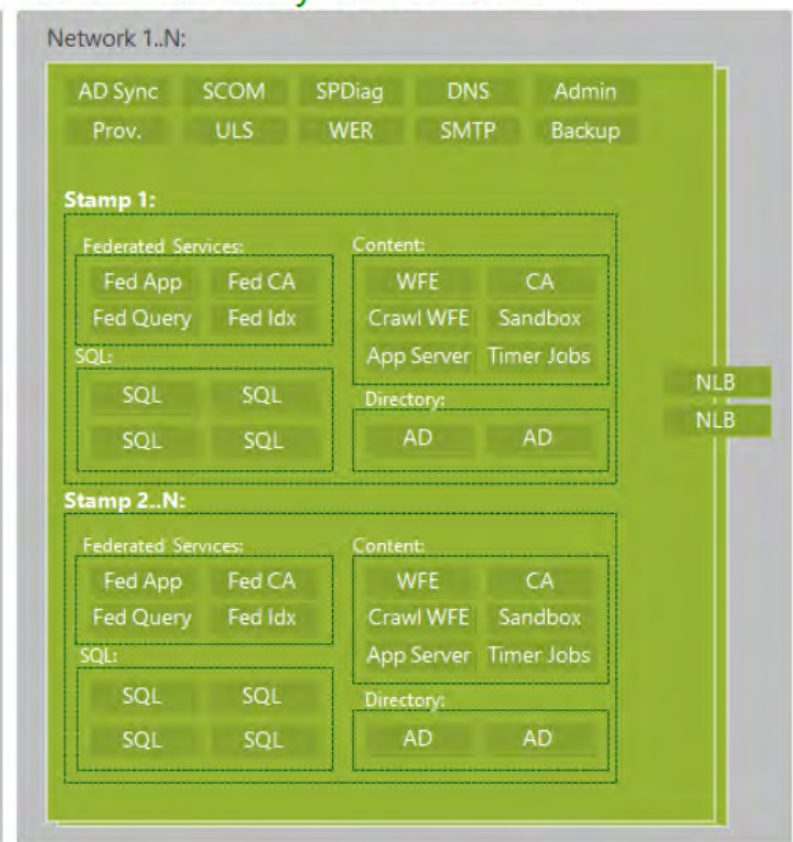 Network 1..N:
AD Sync SCOM SPDiag DNS Admin
Prov. ULS WER SMTP Backup
Stamp 1:
Federated Services:
Fed App Fed CA
Fed Query Fed Idx
SQL:
SQL SQL
SQL SQL
Content:
WFE CA
Crawl WFE Sandbox
App Server Timer Jobs
Directory:
AD AD
NLB
NLB
Stamp 2..N:
Federated Services:
Fed App Fed CA
Fed Query Fed Idx
SQL:
SQL SQL
SQL SQL
Content:
WFE CA
Crawl WFE Sandbox
App Server Timer Jobs
Directory:
AD AD